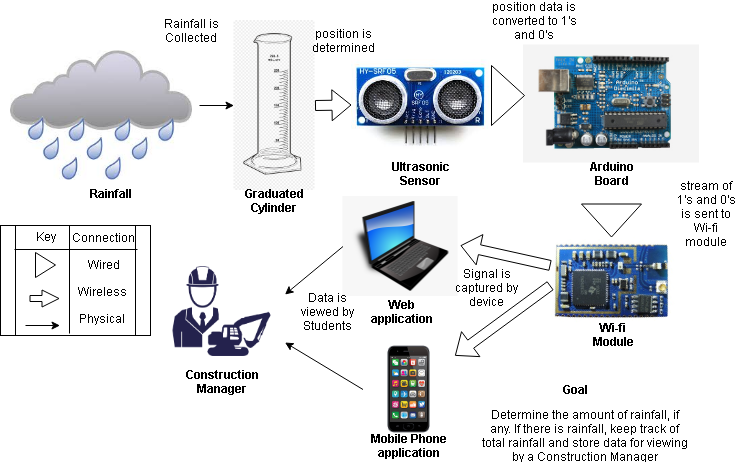 Rainfall is
Collected
position is
determined
position data is
converted to 1's
and 0's
HY-SRF05
SRF05
Rainfall
Graduated
Cylinder
Ultrasonic
Sensor
Arduino
Board
stream of
1's and 0's
is sent to
Wi-fi
module
Key
Connection
Wired
Wireless
Physical
Construction
Manager
Data is
viewed by
Students
Web
application
Signal is
captured by
device
Wi-fi
Module
Mobile Phone
application
Goal
Determine the amount of rainfall, if
any. If there is rainfall, keep track of
total rainfall and store data for viewing
by a Construction Manager